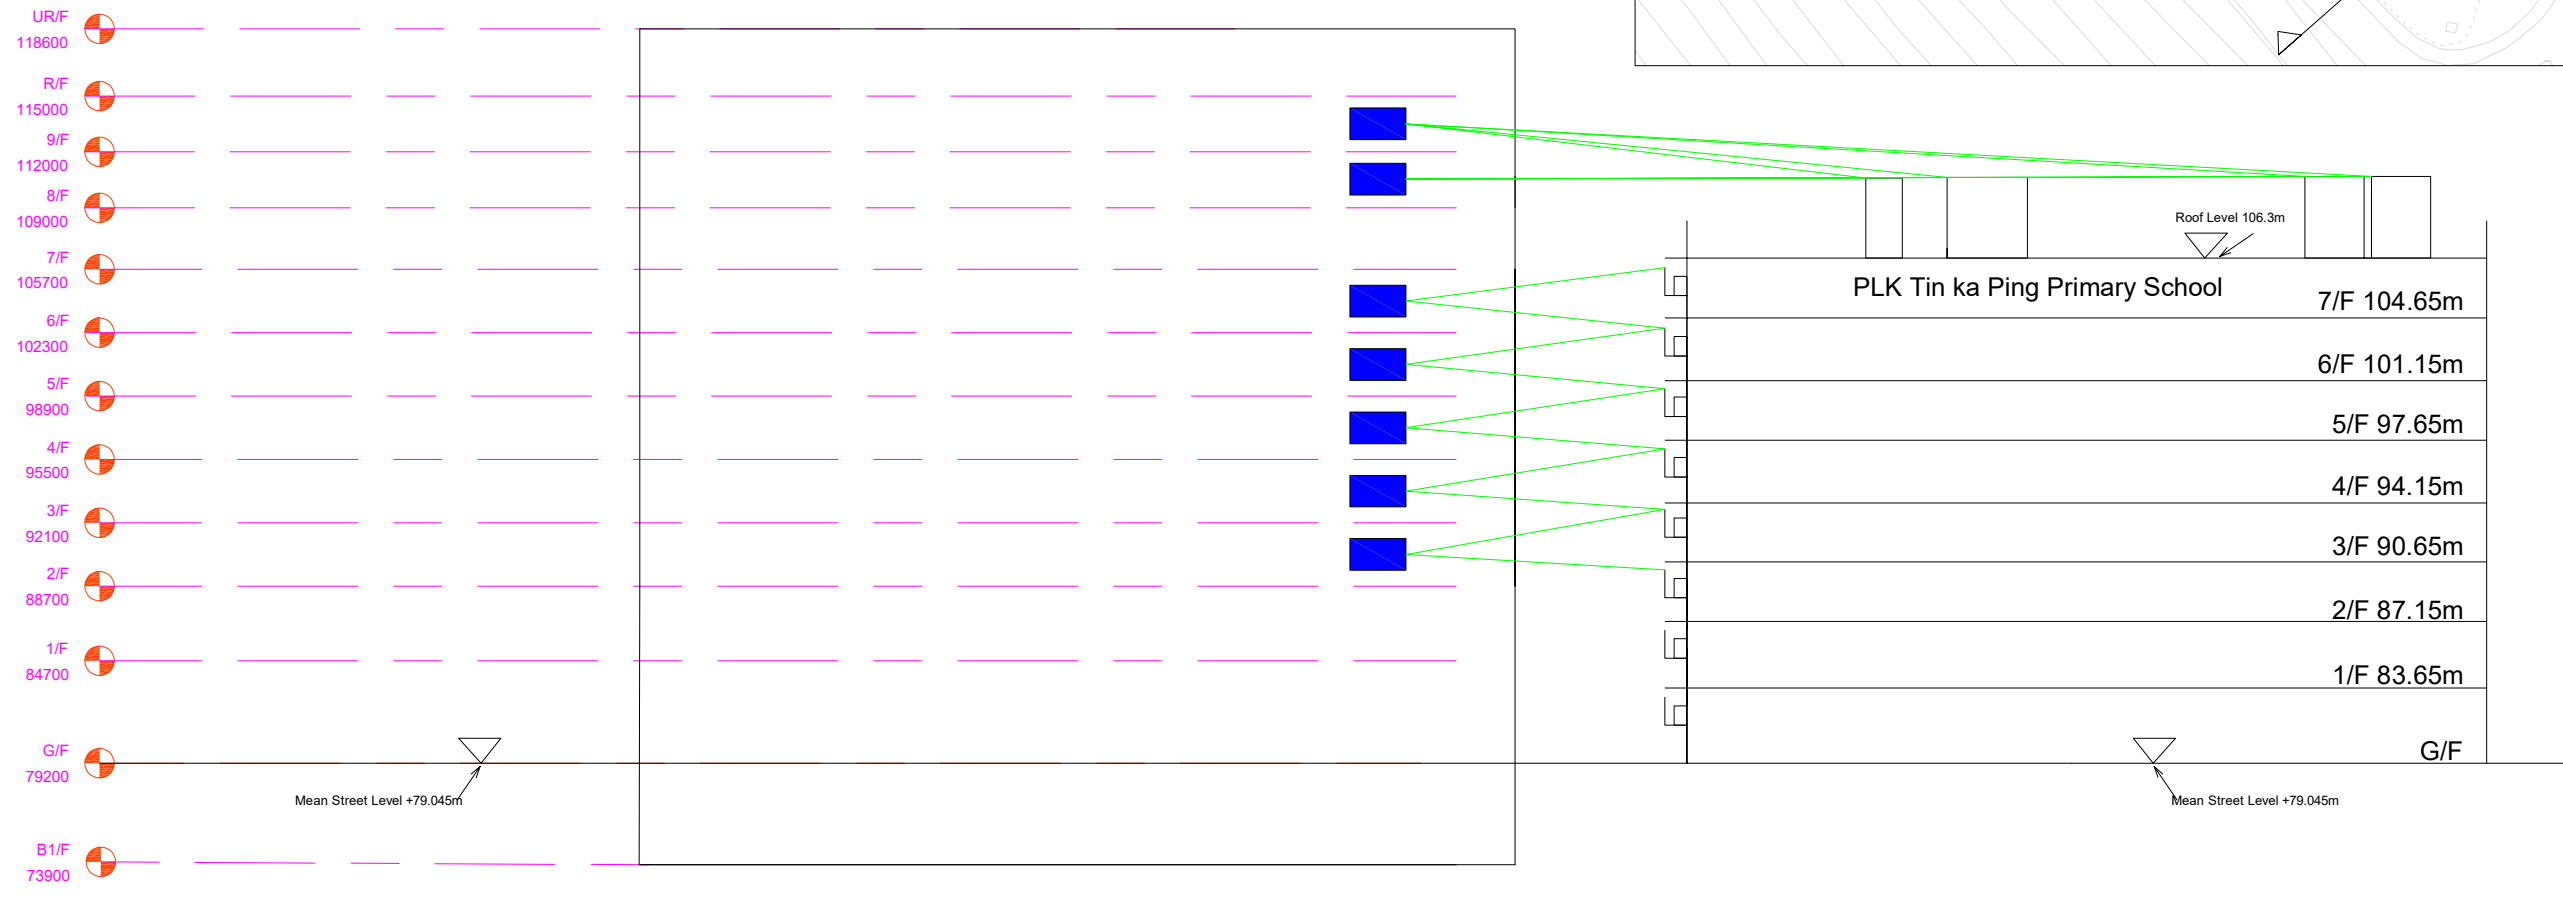 UR/F
118600
R/F
115000
9/F
112000
8/F
109000
Roof Level 106.3m
7/F
105700
PLK Tin ka Ping Primary School
7/F 104.65m
6/F
102300
6/F 101.15m
5/F
98900
5/F 97.65m
4/F
95500
4/F 94.15m
3/F
92100
3/F 90.65m
2/F
88700
2/F 87.15m
1/F
84700
1/F 83.65m
G/F
79200
G/F
Mean Street Level +79.045m
Mean Street Level +79.045m
B1/F
73900